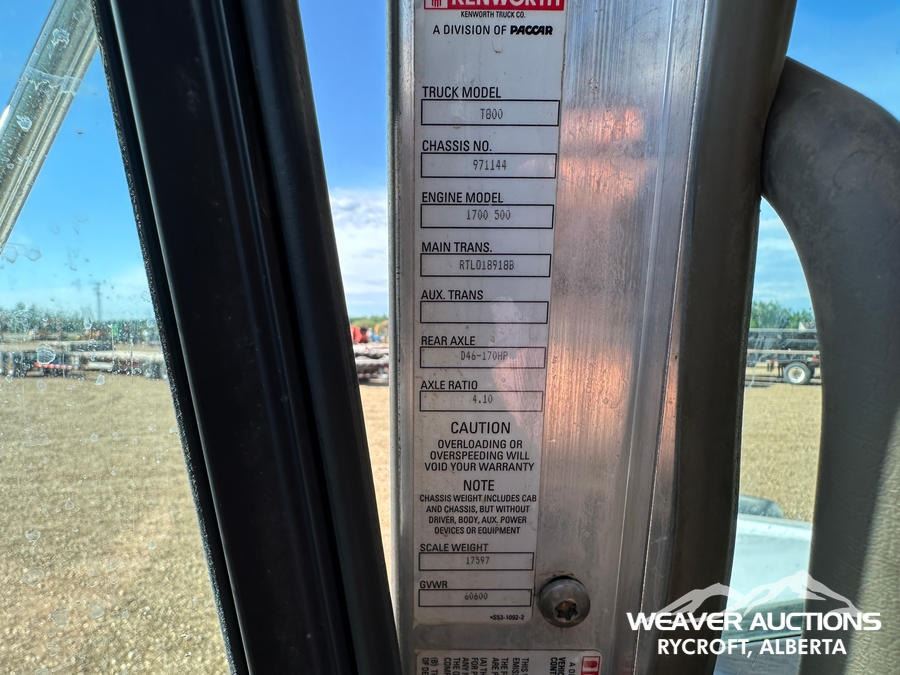 KENWORTH
KENWORTH TRUCK CO.
A DIVISION OF PACCAR
TRUCK MODEL
T800
CHASSIS NO.
971144
ENGINE MODEL
1700 500
MAIN TRANS.
RTLO18918B
AUX. TRANS
REAR AXLE
D46-170HP
AXLE RATIO
4.10
CAUTION
OVERLOADING OR
OVERSPEEDING WILL
VOID YOUR WARRANTY
NOTE
CHASSIS WEIGHT INCLUDES CAB
AND CHASSIS, BUT WITHOUT
DRIVER, BODY, AUX. POWER
DEVICES OR EQUIPMENT
SCALE WEIGHT
17597
GVWR
60600
•S53-1092-2
WEAVER AUCTIONS
RYCROFT, ALBERTA